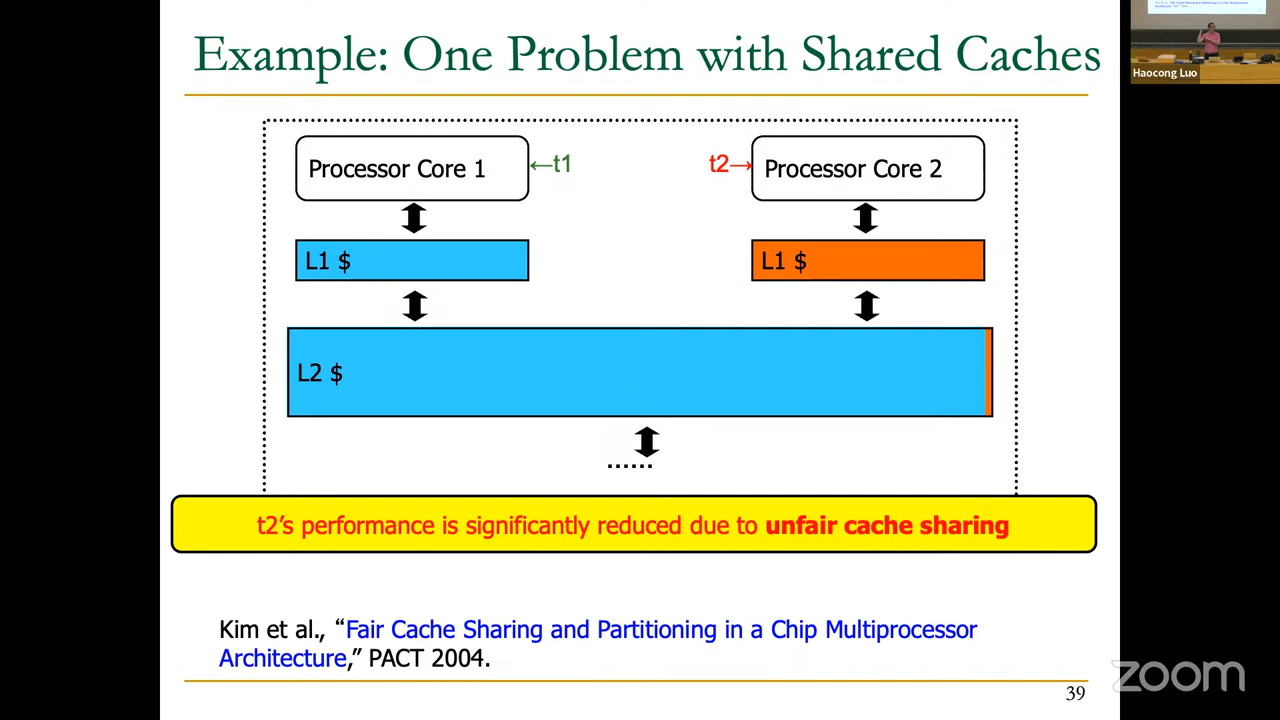 Example: One Problem with Shared Caches
Haocong Luo
Processor Core 1
←t1
t2→
Processor Core 2
L1 $
L1 $
L2 $
......
t2’s performance is significantly reduced due to unfair cache sharing
Kim et al., “Fair Cache Sharing and Partitioning in a Chip Multiprocessor
Architecture,” PACT 2004.
39
zoom